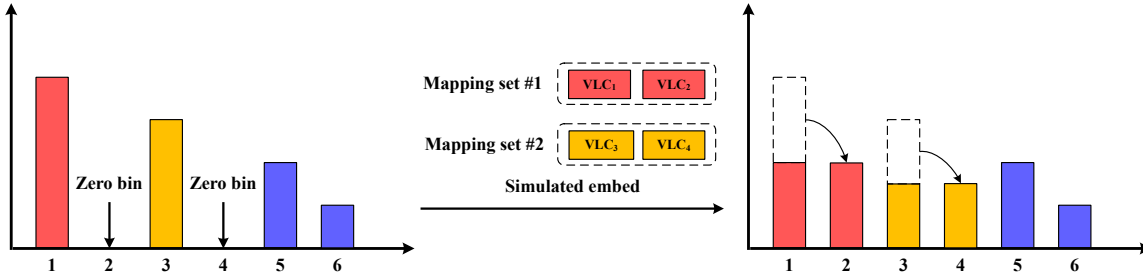 Mapping set #1
VLC₁ VLC₂
Mapping set #2
VLC₃ VLC₄
Zero bin Zero bin
Simulated embed
1 2 3 4 5 6
1 2 3 4 5 6